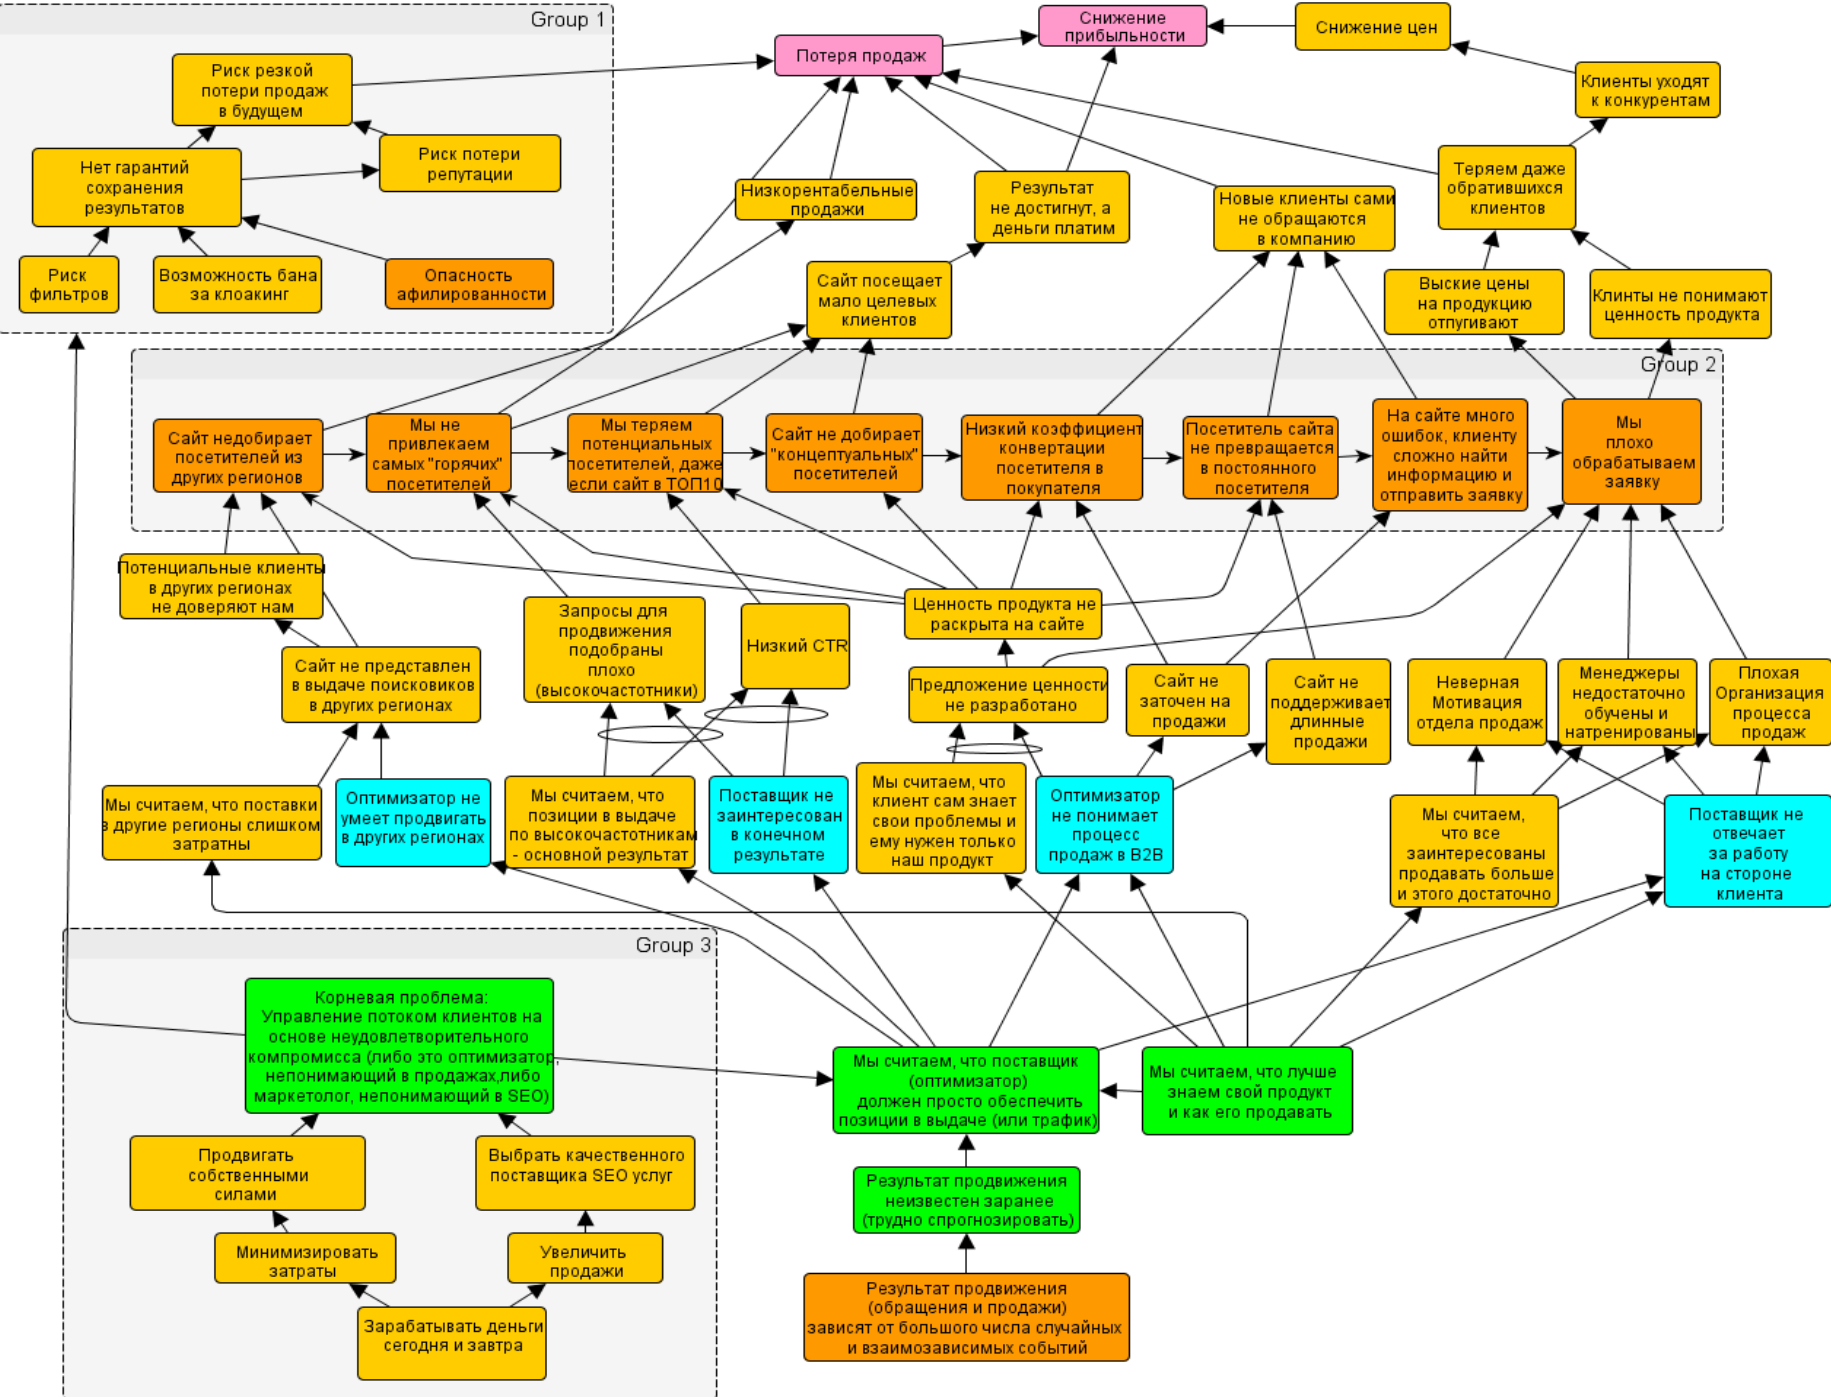 Group 1
Риск резкой
потери продаж
в будущем
Нет гарантий
сохранения
результатов
Риск потери
репутации
Риск
фильтров
Возможность бана
за клоакинг
Опасность
афилированности
Потеря продаж
Снижение
прибыльности
Снижение цен
Клиенты уходят
к конкурентам
Низкорентабельные
продажи
Результат
не достигнут, а
деньги платим
Новые клиенты сами
не обращаются
в компанию
Теряем даже
обратившихся
клиентов
Сайт посещает
мало целевых
клиентов
Выские цены
на продукцию
отпугивают
Клинты не понимают
ценность продукта
Group 2
Сайт недобирает
посетителей из
других регионов
Мы не
привлекаем
самых "горячих"
посетителей
Мы теряем
потенциальных
посетителей, даже
если сайт в ТОП10
Сайт не добирает
"концептуальных"
посетителей
Низкий коэффициент
конвертации
посетителя в
покупателя
Посетитель сайта
не превращается
в постоянного
посетителя
На сайте много
ошибок, клиенту
сложно найти
информацию и
отправить заявку
Мы
плохо
обрабатываем
заявку
Потенциальные клиенты
в других регионах
не доверяют нам
Сайт не представлен
в выдаче поисковиков
в других регионах
Запросы для
продвижения
подобраны
плохо
(высокочастотники)
Низкий CTR
Ценность продукта не
раскрыта на сайте
Предложение ценности
не разработано
Сайт не
заточен на
продажи
Сайт не
поддерживает
длинные
продажи
Неверная
Мотивация
отдела продаж
Менеджеры
недостаточно
обучены и
натренированы
Плохая
Организация
процесса
продаж
Мы считаем, что поставки
в другие регионы слишком
затратны
Оптимизатор не
умеет продвигать
в других регионах
Мы считаем, что
позиции в выдаче
по высокочастотникам
- основной результат
Поставщик не
заинтересован
в конечном
результате
Мы считаем, что
клиент сам знает
свои проблемы и
ему нужен только
наш продукт
Оптимизатор
не понимает
процесс
продаж в B2B
Мы считаем,
что все
заинтересованы
продавать больше
и этого достаточно
Поставщик не
отвечает
за работу
на стороне
клиента
Group 3
Корневая проблема:
Управление потоком клиентов на
основе неудовлетворительного
компромисса (либо это оптимизатор,
непонимающий в продажах,либо
маркетолог, непонимающий в SEO)
Продвигать
собственными
силами
Выбрать качественного
поставщика SEO услуг
Минимизировать
затраты
Увеличить
продажи
Зарабатывать деньги
сегодня и завтра
Мы считаем, что поставщик
(оптимизатор)
должен просто обеспечить
позиции в выдаче (или трафик)
Мы считаем, что лучше
знаем свой продукт
и как его продавать
Результат продвижения
неизвестен заранее
(трудно спрогнозировать)
Результат продвижения
(обращения и продажи)
зависят от большого числа случайных
и взаимозависимых событий